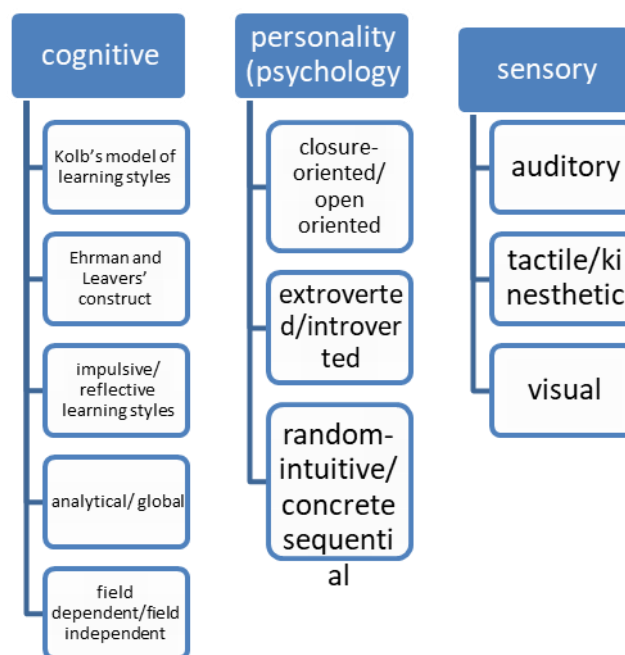 cognitive
Kolb's model of
learning styles
Ehrman and
Leavers'
construct
impulsive/
reflective
learning styles
analytical/ global
field
dependent/field
independent
personality
(psychology
closure-
oriented/
open
oriented
extroverte
d/introver
ted
random-
intuitive/
concrete
sequenti
al
sensory
auditory
tactile/ki
nesthetic
visual